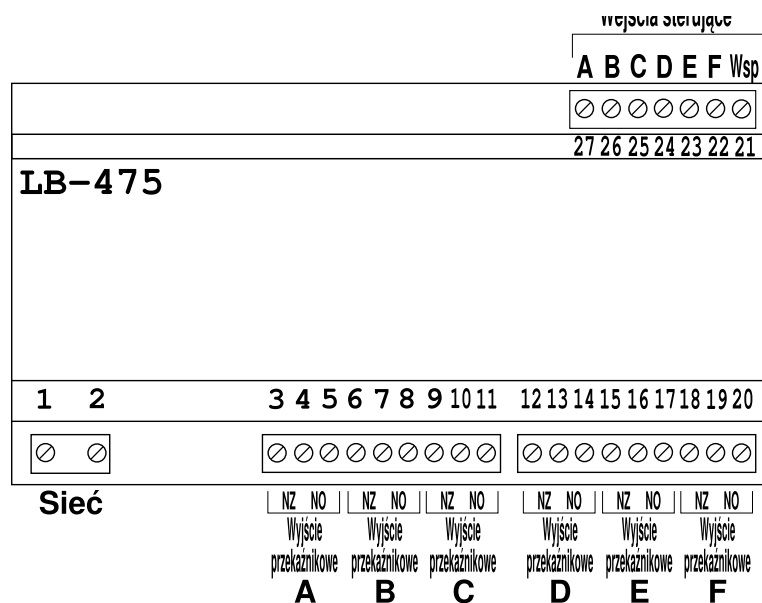 Wejścia sterujące
A B C D E F Wsp
27 26 25 24 23 22 21
LB-475
1 2 3 4 5 6 7 8 9 10 11 12 13 14 15 16 17 18 19 20
Sieć
NZ NO NZ NO NZ NO NZ NO NZ NO NZ NO
Wyjście Wyjście Wyjście Wyjście Wyjście Wyjście
przekaźnikowe przekaźnikowe przekaźnikowe przekaźnikowe przekaźnikowe przekaźnikowe
A B C D E F